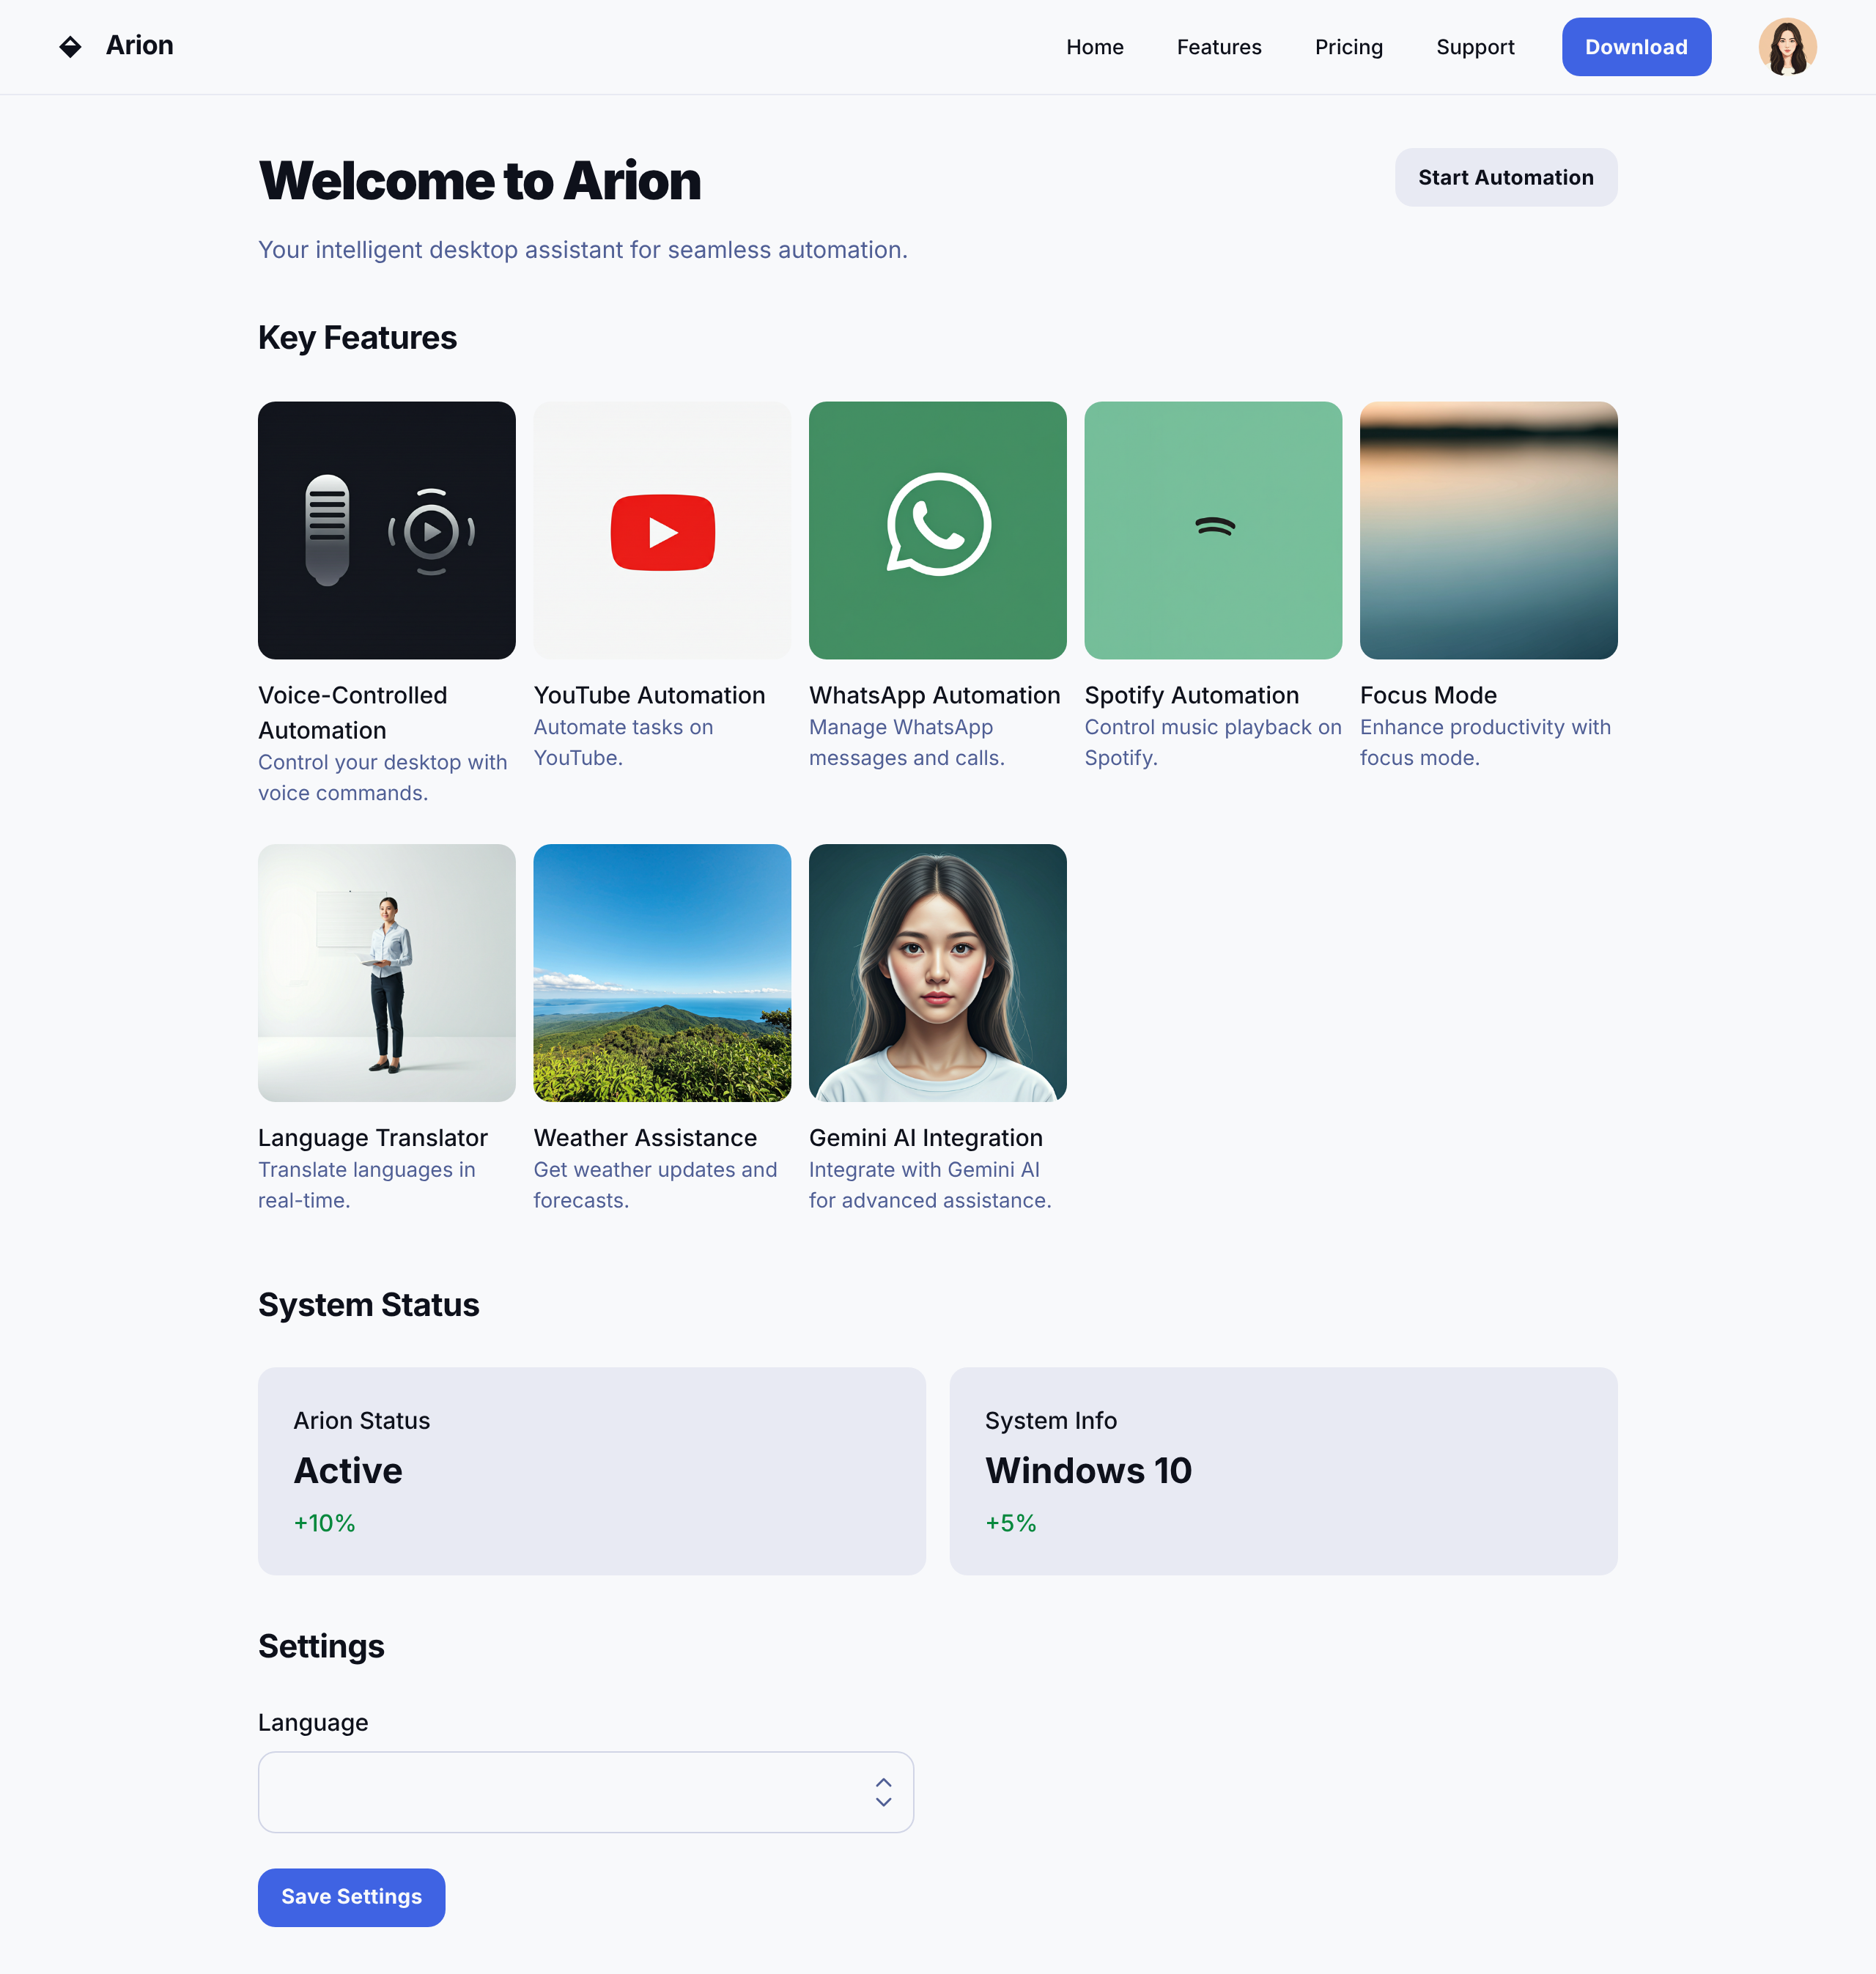 Arion
Home
Features
Pricing
Support
Download
Welcome to Arion
Start Automation
Your intelligent desktop assistant for seamless automation.
Key Features
Voice-Controlled
Automation
Control your desktop with
voice commands.
YouTube Automation
Automate tasks on
YouTube.
WhatsApp Automation
Manage WhatsApp
messages and calls.
Spotify Automation
Control music playback on
Spotify.
Focus Mode
Enhance productivity with
focus mode.
Language Translator
Translate languages in
real-time.
Weather Assistance
Get weather updates and
forecasts.
Gemini AI Integration
Integrate with Gemini AI
for advanced assistance.
System Status
Arion Status
Active
+10%
System Info
Windows 10
+5%
Settings
Language
Save Settings